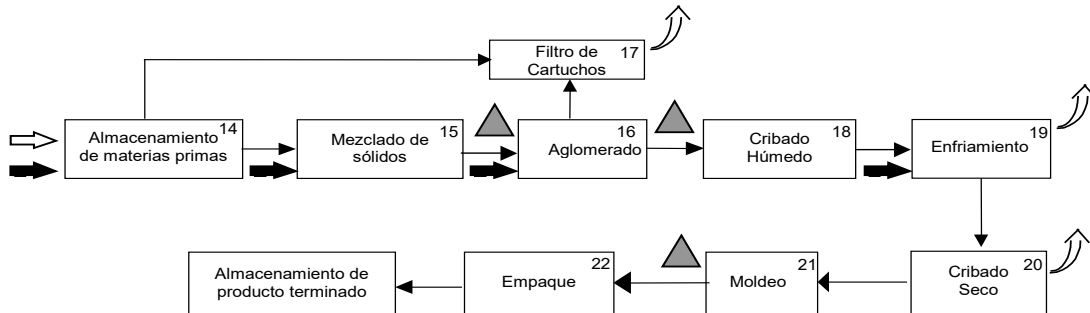 Filtro de 17
Cartuchos
Almacenamiento 14
de materias primas
Mezclado de 15
sólidos
16
Aglomerado
Cribado 18
Húmedo
19
Enfriamiento
Almacenamiento de
producto terminado
22
Empaque
21
Moldeo
20
Cribado
Seco